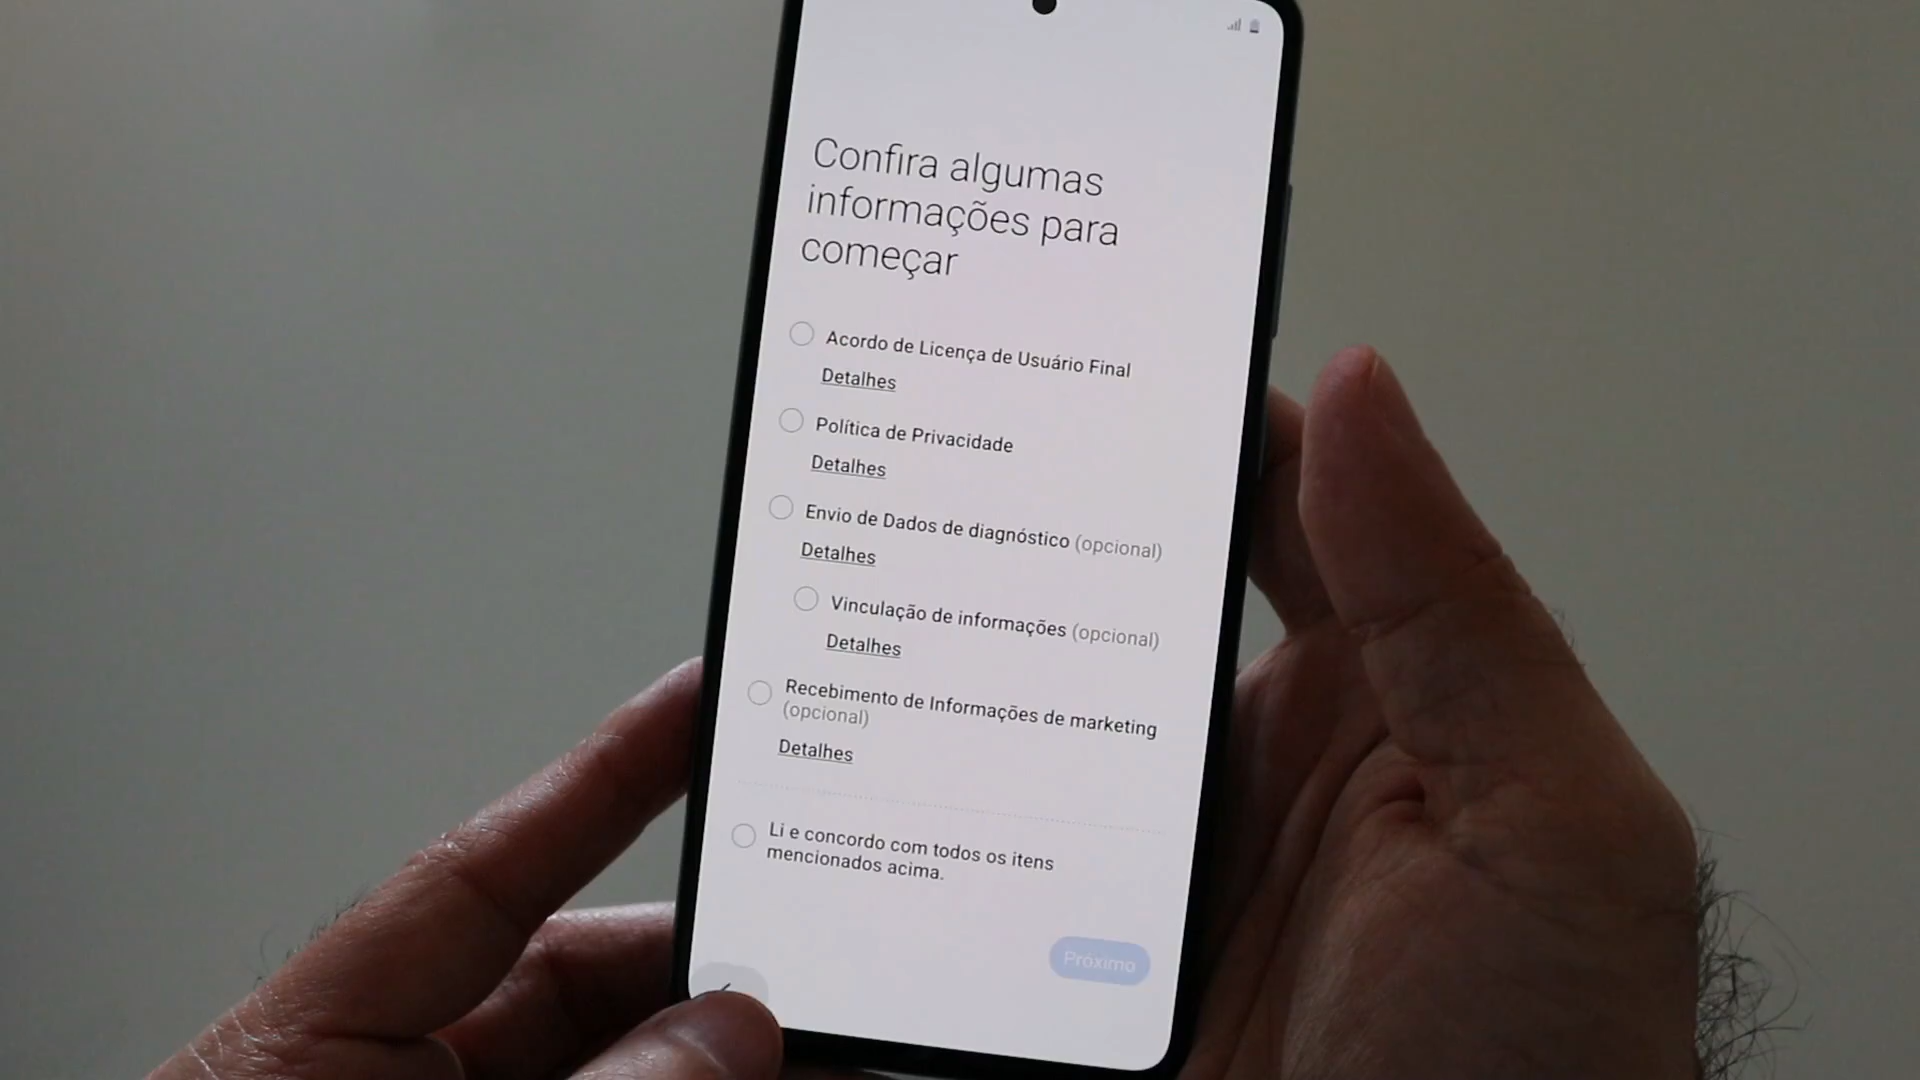 Confira algumas
informações para
começar
Acordo de Licença de Usuário Final
Detalhes
Política de Privacidade
Detalhes
Envio de Dados de diagnóstico (opcional)
Detalhes
Vinculação de informações (opcional)
Detalhes
Recebimento de Informações de marketing
(opcional)
Detalhes
Li e concordo com todos os itens
mencionados acima.
Próximo